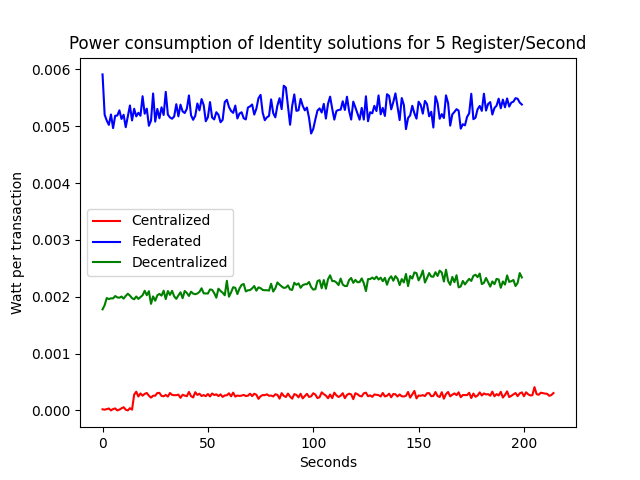 Power consumption of Identity solutions for 5 Register/Second
0.006
0.005
0.004
0.003
0.002
0.001
0.000
Watt per transaction
Centralized
Federated
Decentralized
0 50 100 150 200
Seconds